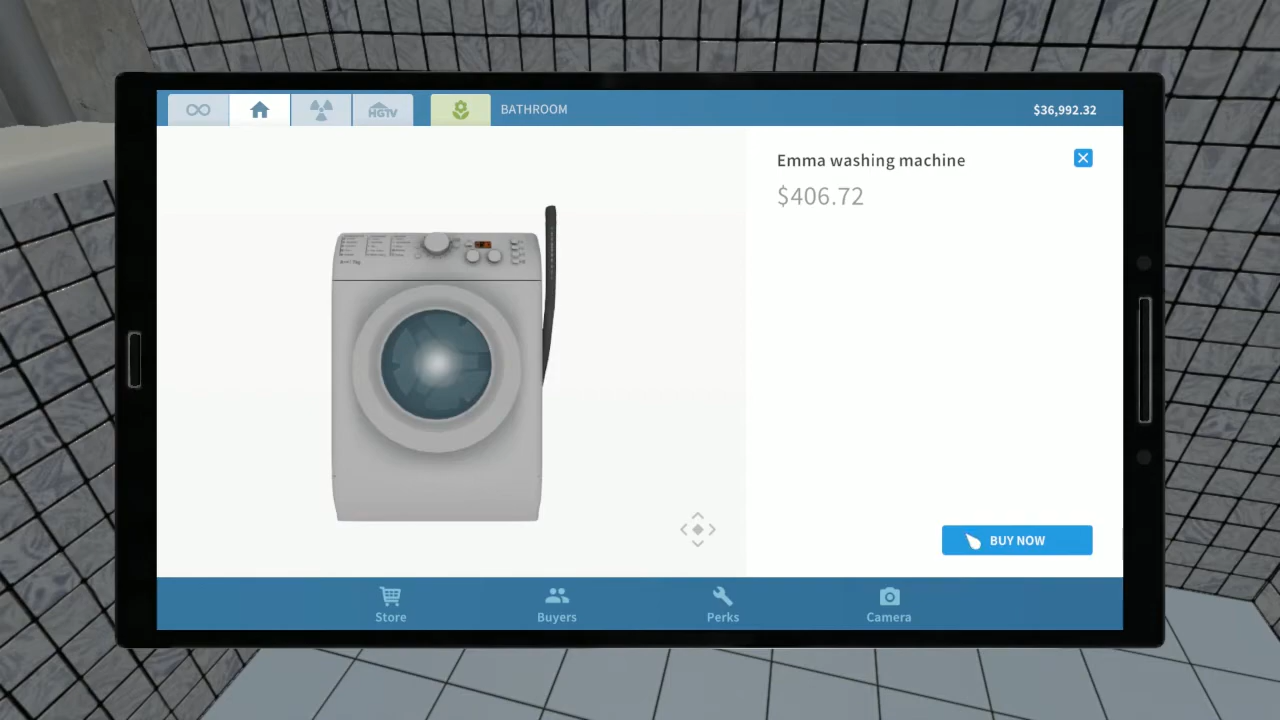 HGTV
BATHROOM
$36,992.32
Emma washing machine
$406.72
BUY NOW
Store
Buyers
Perks
Camera